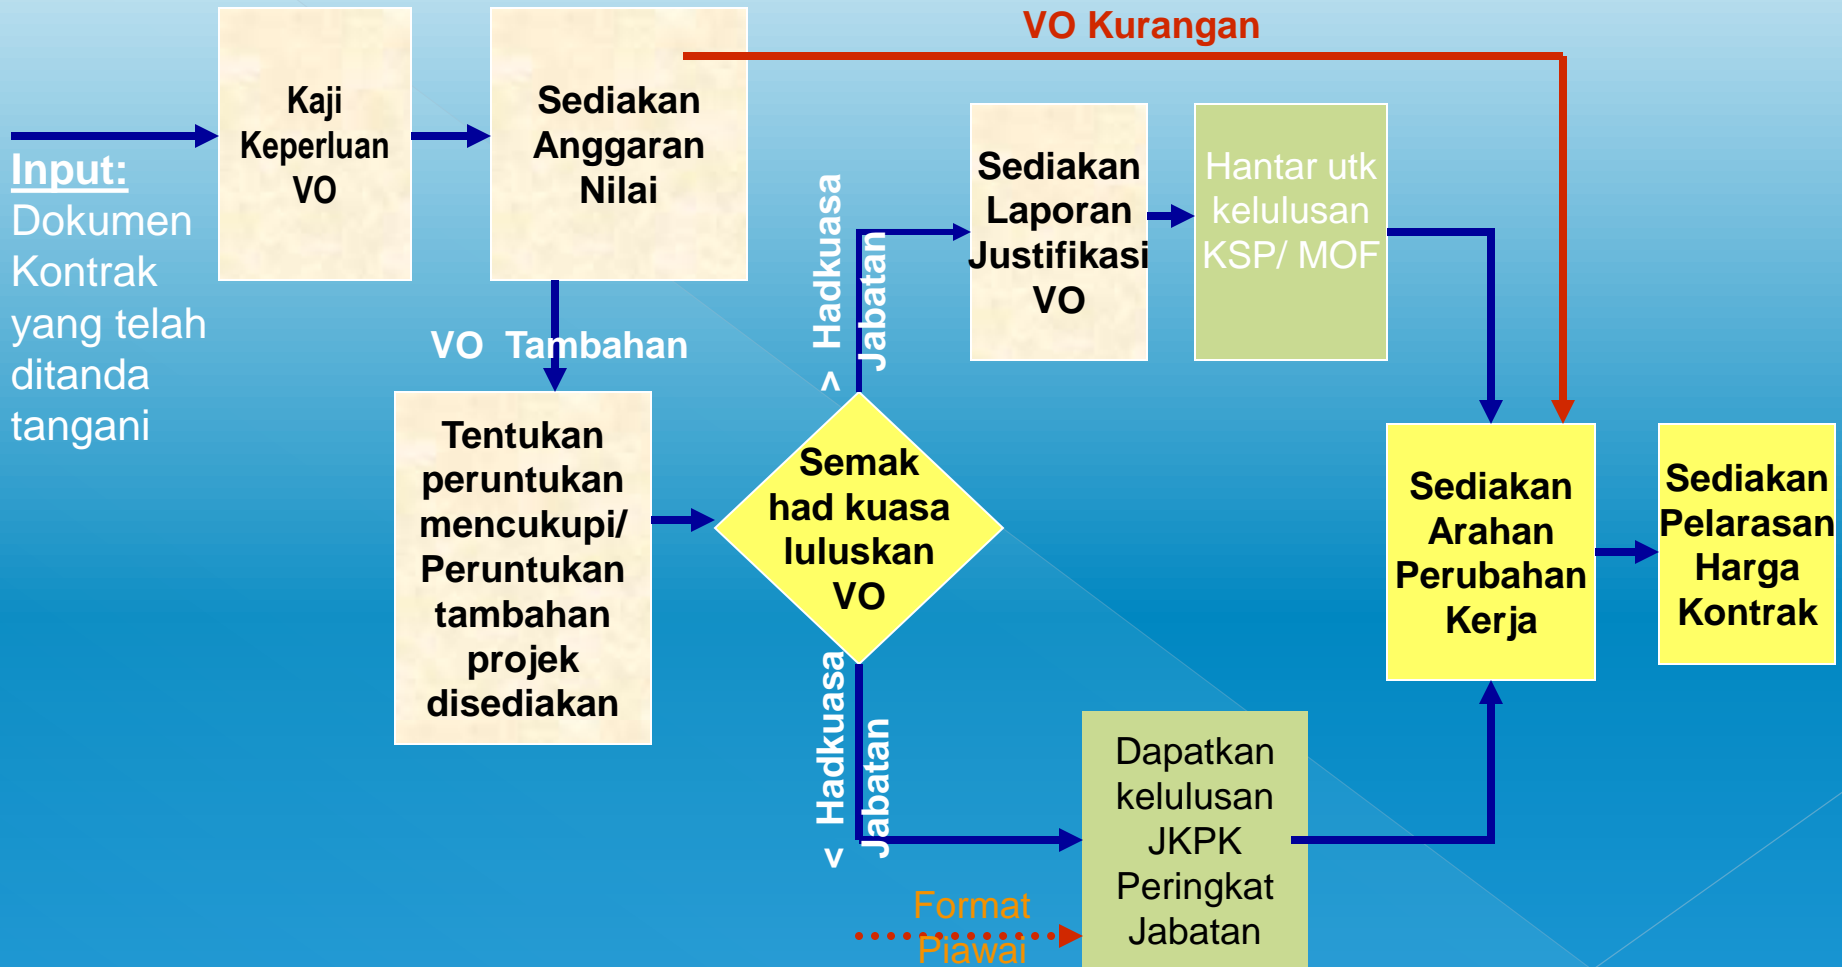 VO Kurangan
Kaji
Keperluan
VO
Sediakan
Anggaran
Nilai
Input:
Dokumen
Kontrak
yang telah
ditanda
tangani
VO Tambahan
Tentukan
peruntukan
mencukupi/
Peruntukan
tambahan
projek
disediakan
Semak
had kuasa
luluskan
VO
> Hadkuasa
Jabatan
Sediakan
Laporan
Justifikasi
VO
Hantar utk
kelulusan
KSP/ MOF
< Hadkuasa
Jabatan
Format
Piawai
Dapatkan
kelulusan
JKPK
Peringkat
Jabatan
Sediakan
Arahan
Perubahan
Kerja
Sediakan
Pelarasan
Harga
Kontrak